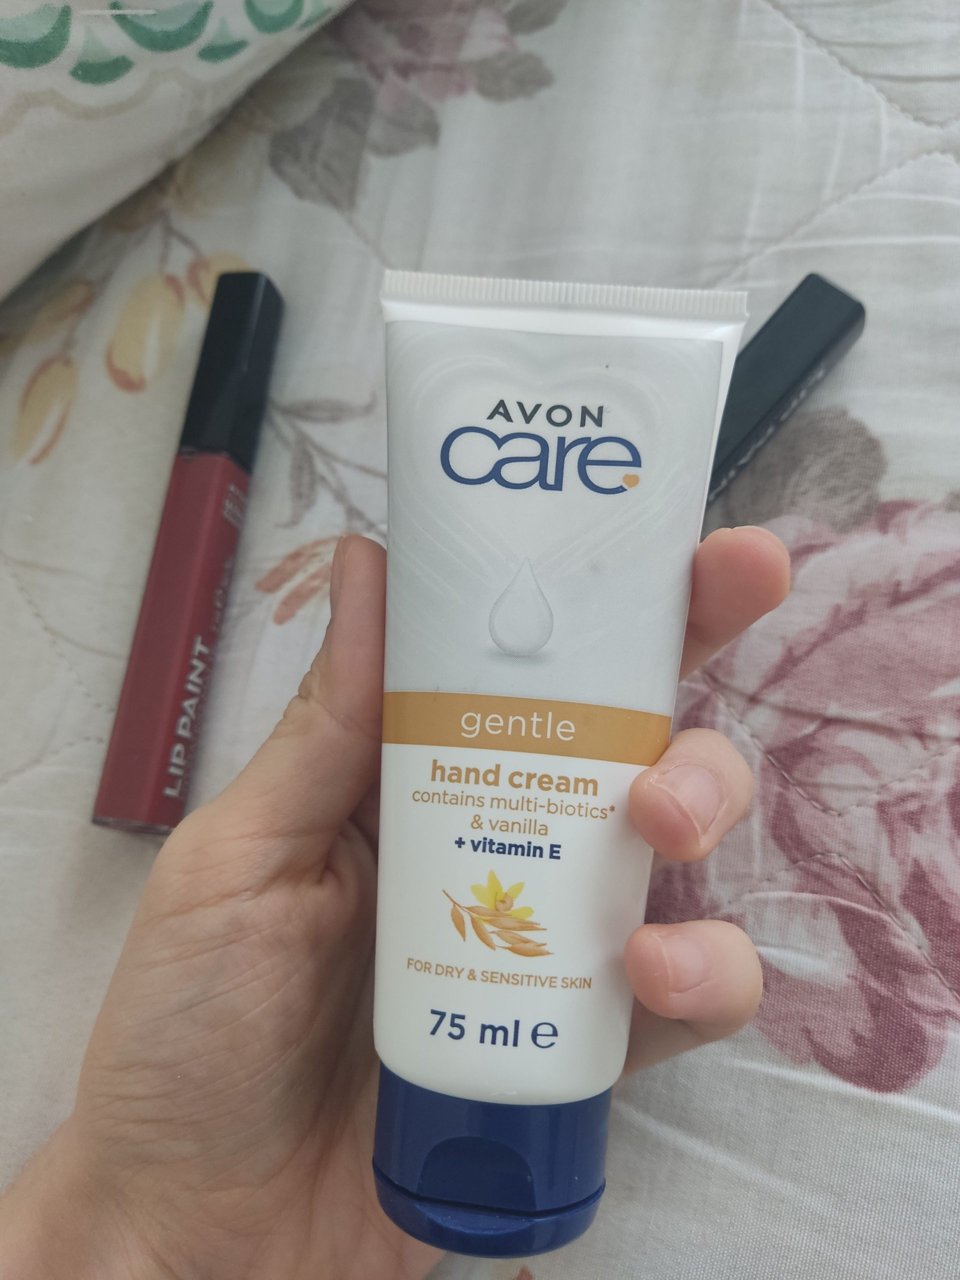 AVON
care
gentle
hand cream
contains multi-biotics*
& vanilla
+ vitamin E
FOR DRY & SENSITIVE SKIN
75 ml e
LIP PAINT